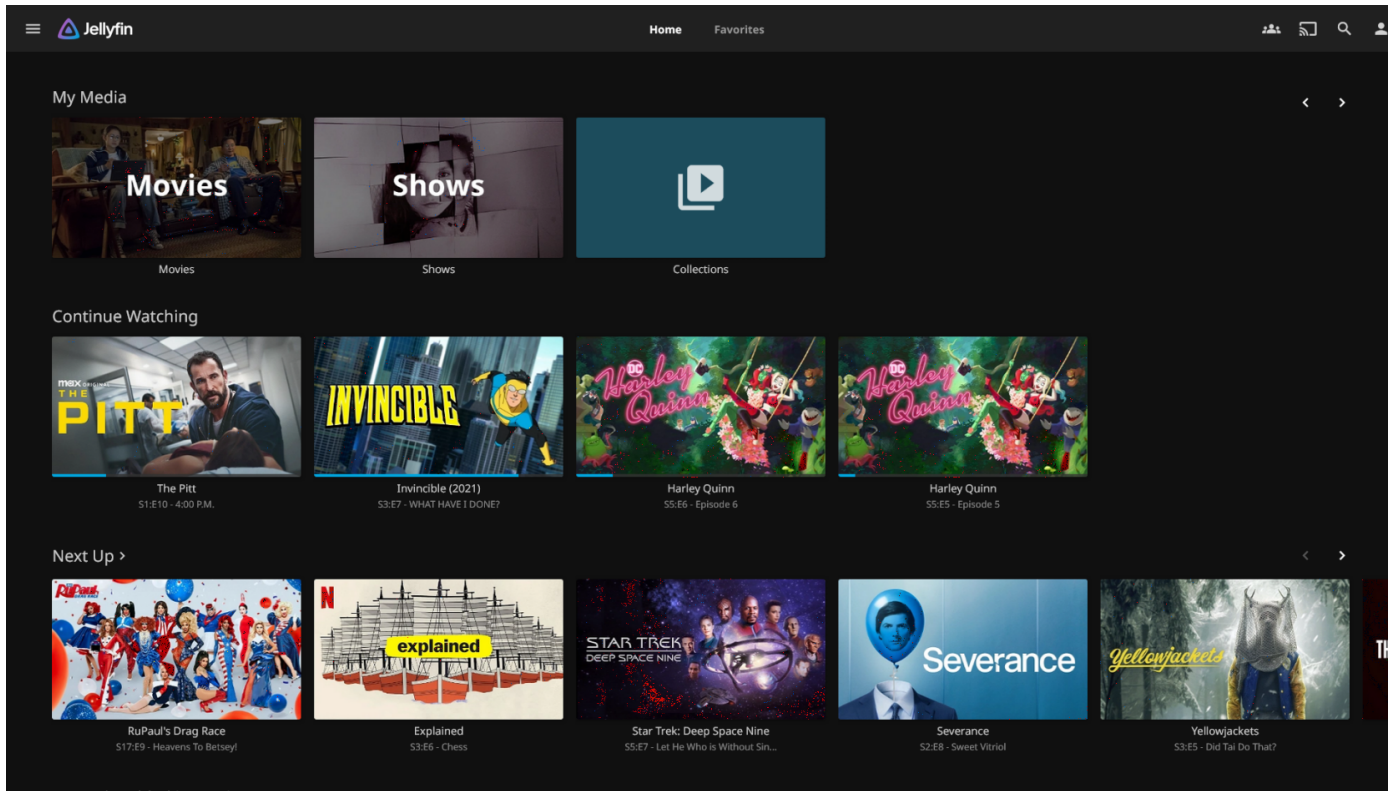 Jellyfin
Home Favorites
My Media
Movies Shows
Movies Shows Collections
Continue Watching
max ORIGINAL
THE
PITT
INVINCIBLE
DC
Harley
Quinn
DC
Harley
Quinn
The Pitt
S1:E10 - 4:00 P.M.
Invincible (2021)
S3:E7 - WHAT HAVE I DONE?
Harley Quinn
S5:E6 - Episode 6
Harley Quinn
S5:E5 - Episode 5
Next Up >
RuPaul's
DRAG RACE
N
explained
STAR TREK
DEEP SPACE NINE
Severance
Yellowjackets
TH
RuPaul's Drag Race
S17:E9 - Heavens To Betsey!
Explained
S3:E6 - Chess
Star Trek: Deep Space Nine
S5:E7 - Let He Who is Without Sin...
Severance
S2:E8 - Sweet Vitriol
Yellowjackets
S3:E5 - Did Tai Do That?